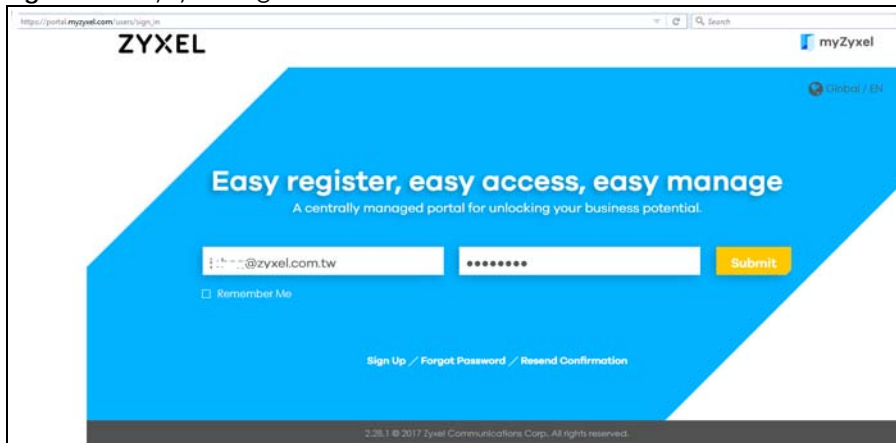 https://portal.myzyxel.com/users/sign_in
Search
ZYXEL
myZyxel
Global / EN
Easy register, easy access, easy manage
A centrally managed portal for unlocking your business potential.
@zyxel.com.tw
●●●●●●●●
Submit
Remember Me
Sign Up / Forgot Password / Resend Confirmation
2.28.1 © 2017 Zyxel Communications Corp. All rights reserved.